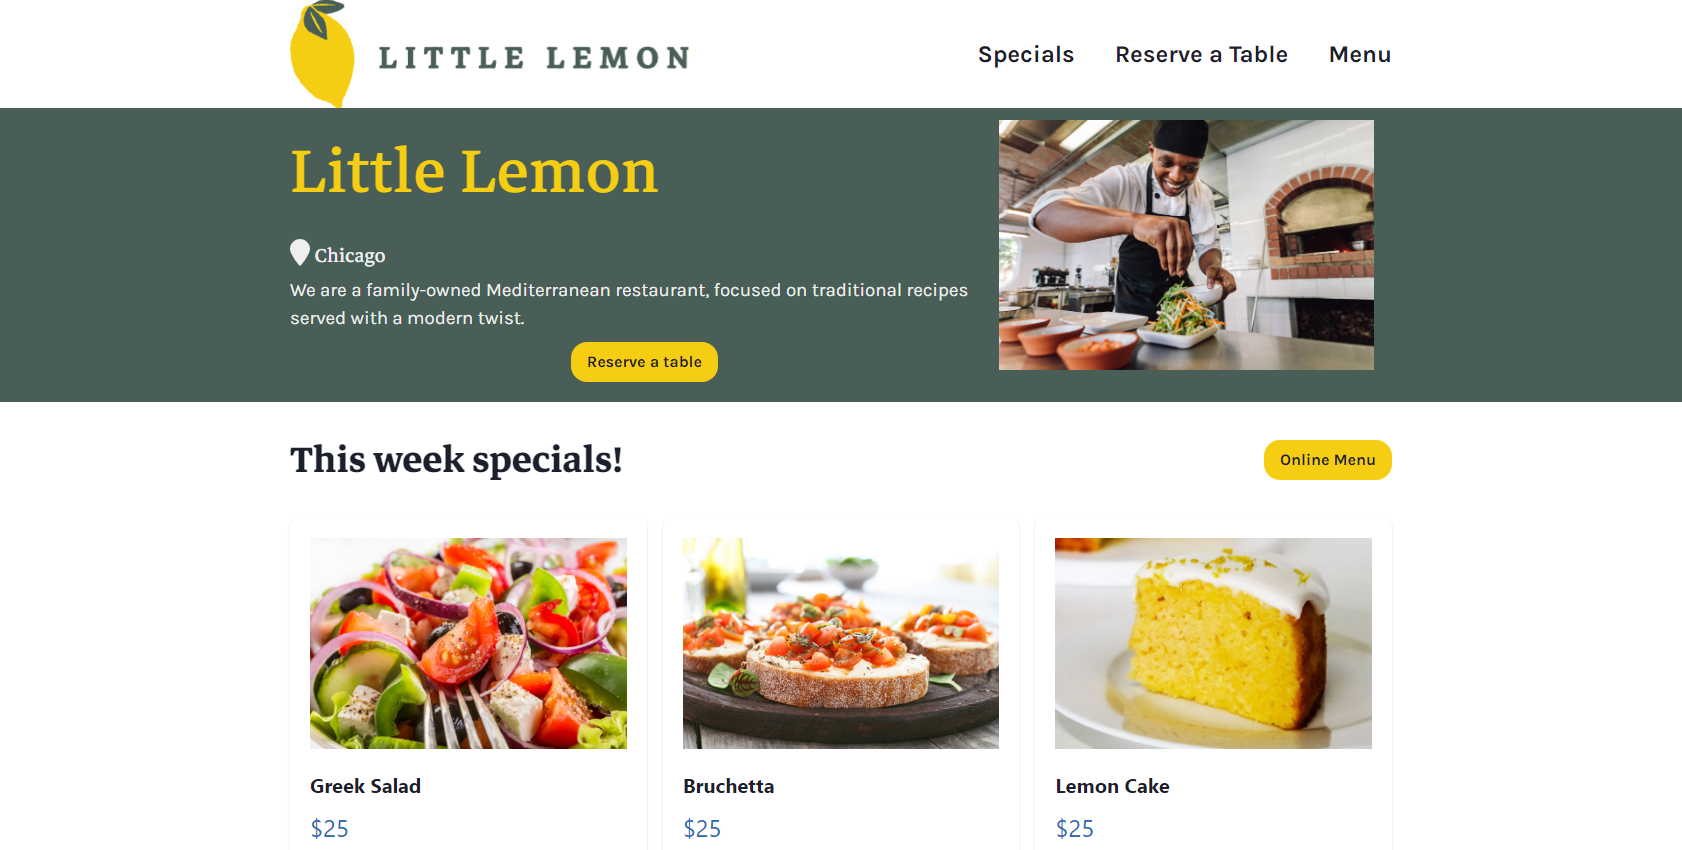 LITTLE LEMON
Specials
Reserve a Table
Menu
Little Lemon
Chicago
We are a family-owned Mediterranean restaurant, focused on traditional recipes
served with a modern twist.
Reserve a table
This week specials!
Online Menu
Greek Salad
$25
Bruchetta
$25
Lemon Cake
$25